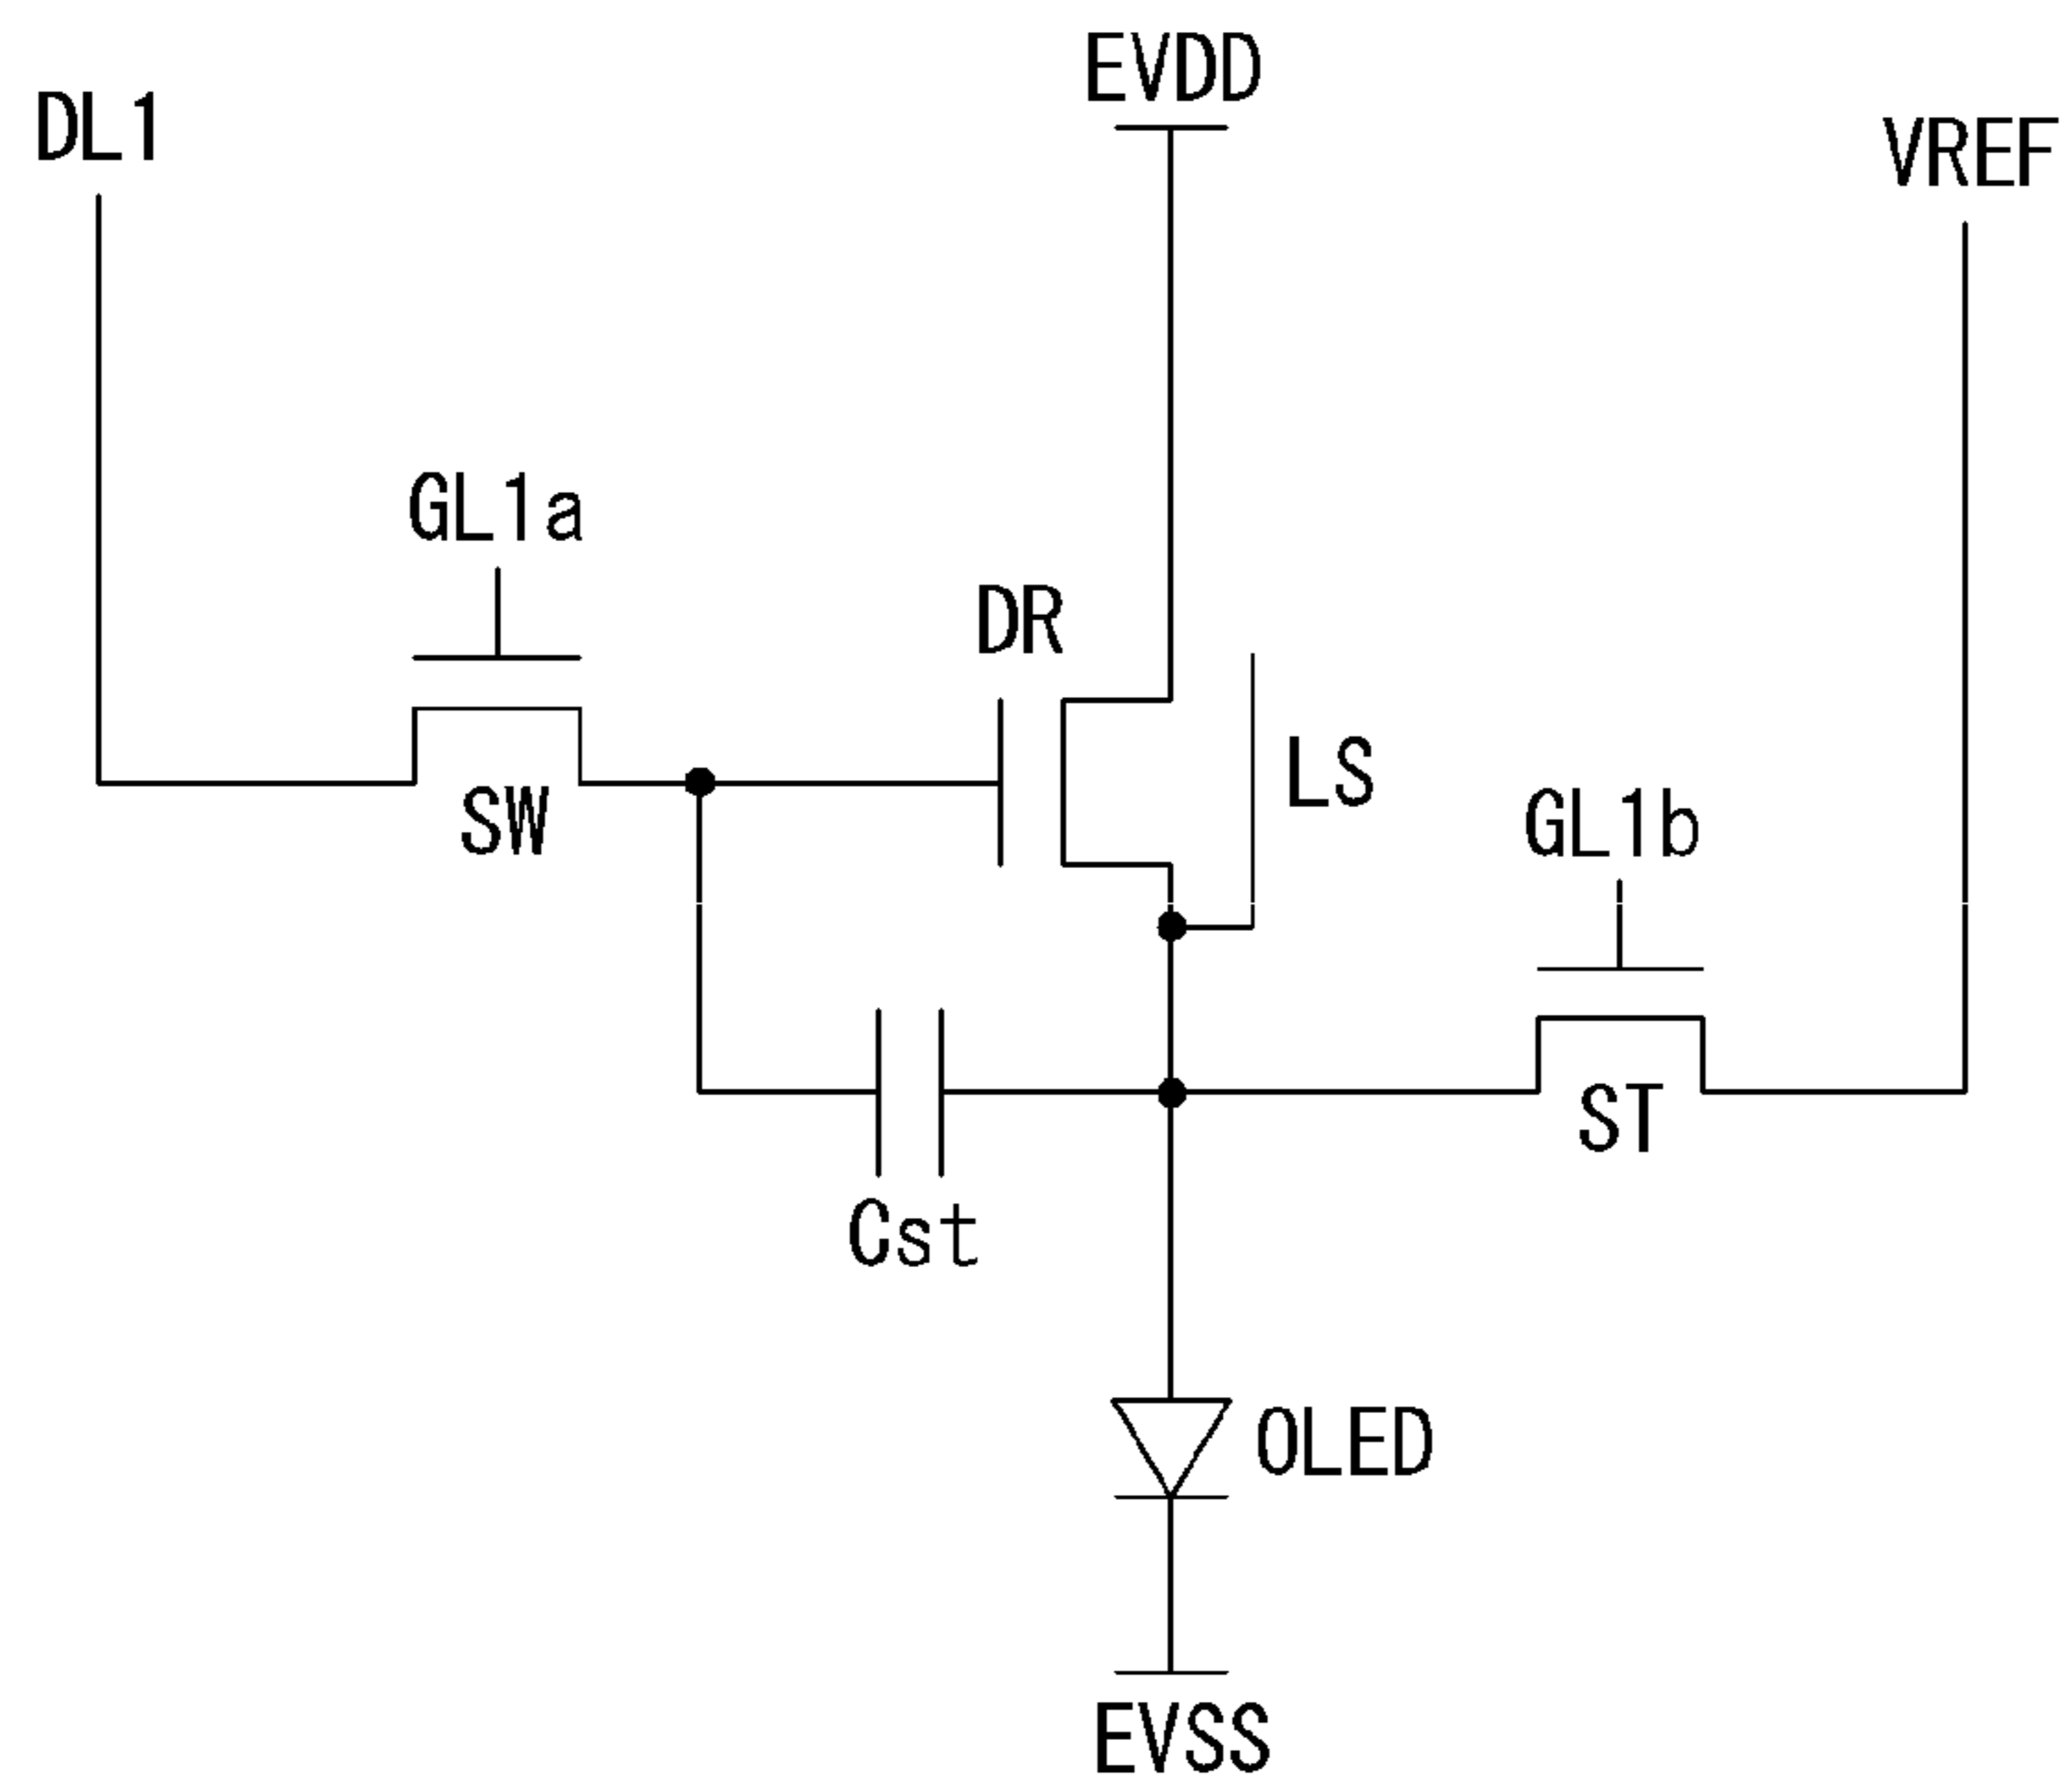 EVDD
DL1
VREF
GL1a
DR
LS
SW
GL1b
ST
Cst
OLED
EVSS